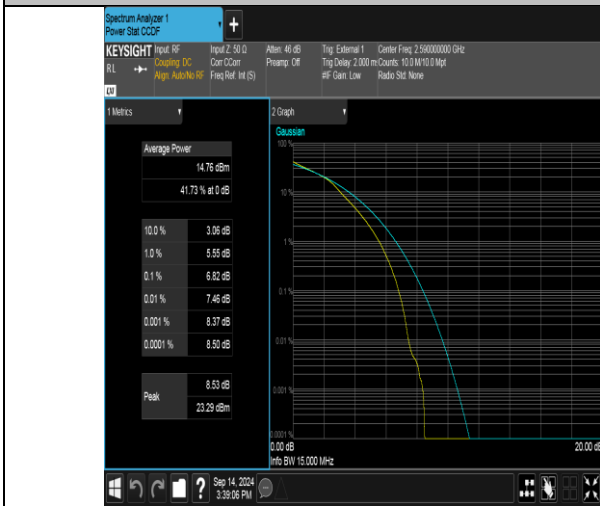 Spectrum Analyzer 1
Power Stat CCDF
+
KEYSIGHT
RL
LXI
Input: RF
Coupling: DC
Align: Auto/No RF
Input Z: 50 Ω
Corr CCorr
Freq Ref: Int (S)
Atten: 46 dB
Preamp: Off
Trig: External 1
Trig Delay: 2.000 m
#IF Gain: Low
Center Freq: 2.590000000 GHz
Counts: 10.0 M/10.0 Mpt
Radio Std: None
1 Metrics
Average Power
14.76 dBm
41.73 % at 0 dB
10.0 % 3.06 dB
1.0 % 5.55 dB
0.1 % 6.82 dB
0.01 % 7.46 dB
0.001 % 8.37 dB
0.0001 % 8.50 dB
Peak
8.53 dB
23.29 dBm
2 Graph
Gaussian
100 %
10 %
1 %
0.1 %
0.01 %
0.001 %
0.0001 %
0.00 dB
20.00 dB
Info BW 15.000 MHz
?
Sep 14, 2024
3:39:06 PM